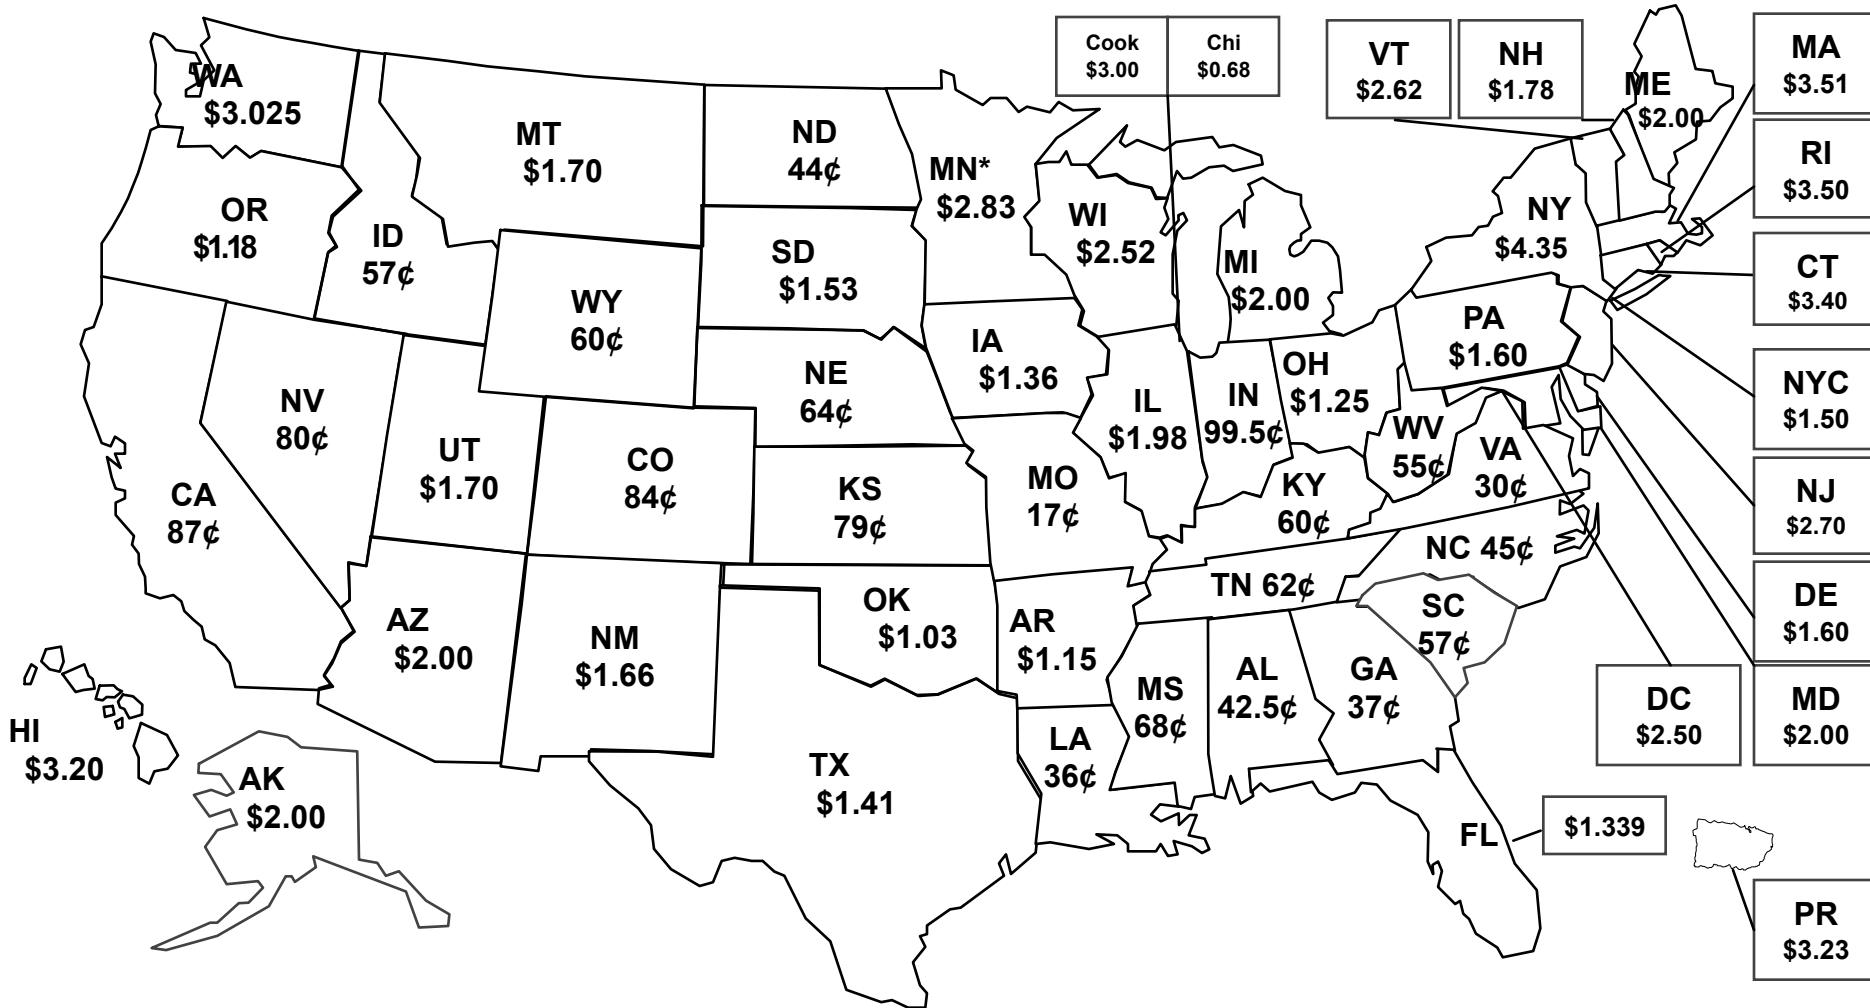 Cook
$3.00
Chi
$0.68
VT
$2.62
NH
$1.78
ME
$2.00
MA
$3.51
RI
$3.50
CT
$3.40
NYC
$1.50
NJ
$2.70
DE
$1.60
MD
$2.00
DC
$2.50
PR
$3.23
WA
$3.025
MT
$1.70
ND
44¢
MN*
$2.83
OR
$1.18
ID
57¢
WY
60¢
SD
$1.53
WI
$2.52
MI
$2.00
NY
$4.35
PA
$1.60
IA
$1.36
NE
64¢
NV
80¢
UT
$1.70
CO
84¢
CA
87¢
KS
79¢
MO
17¢
IL
$1.98
IN
99.5¢
OH
$1.25
WV
55¢
VA
30¢
KY
60¢
NC 45¢
TN 62¢
SC
57¢
AZ
$2.00
NM
$1.66
OK
$1.03
AR
$1.15
MS
68¢
AL
42.5¢
GA
37¢
LA
36¢
TX
$1.41
FL
$1.339
HI
$3.20
AK
$2.00